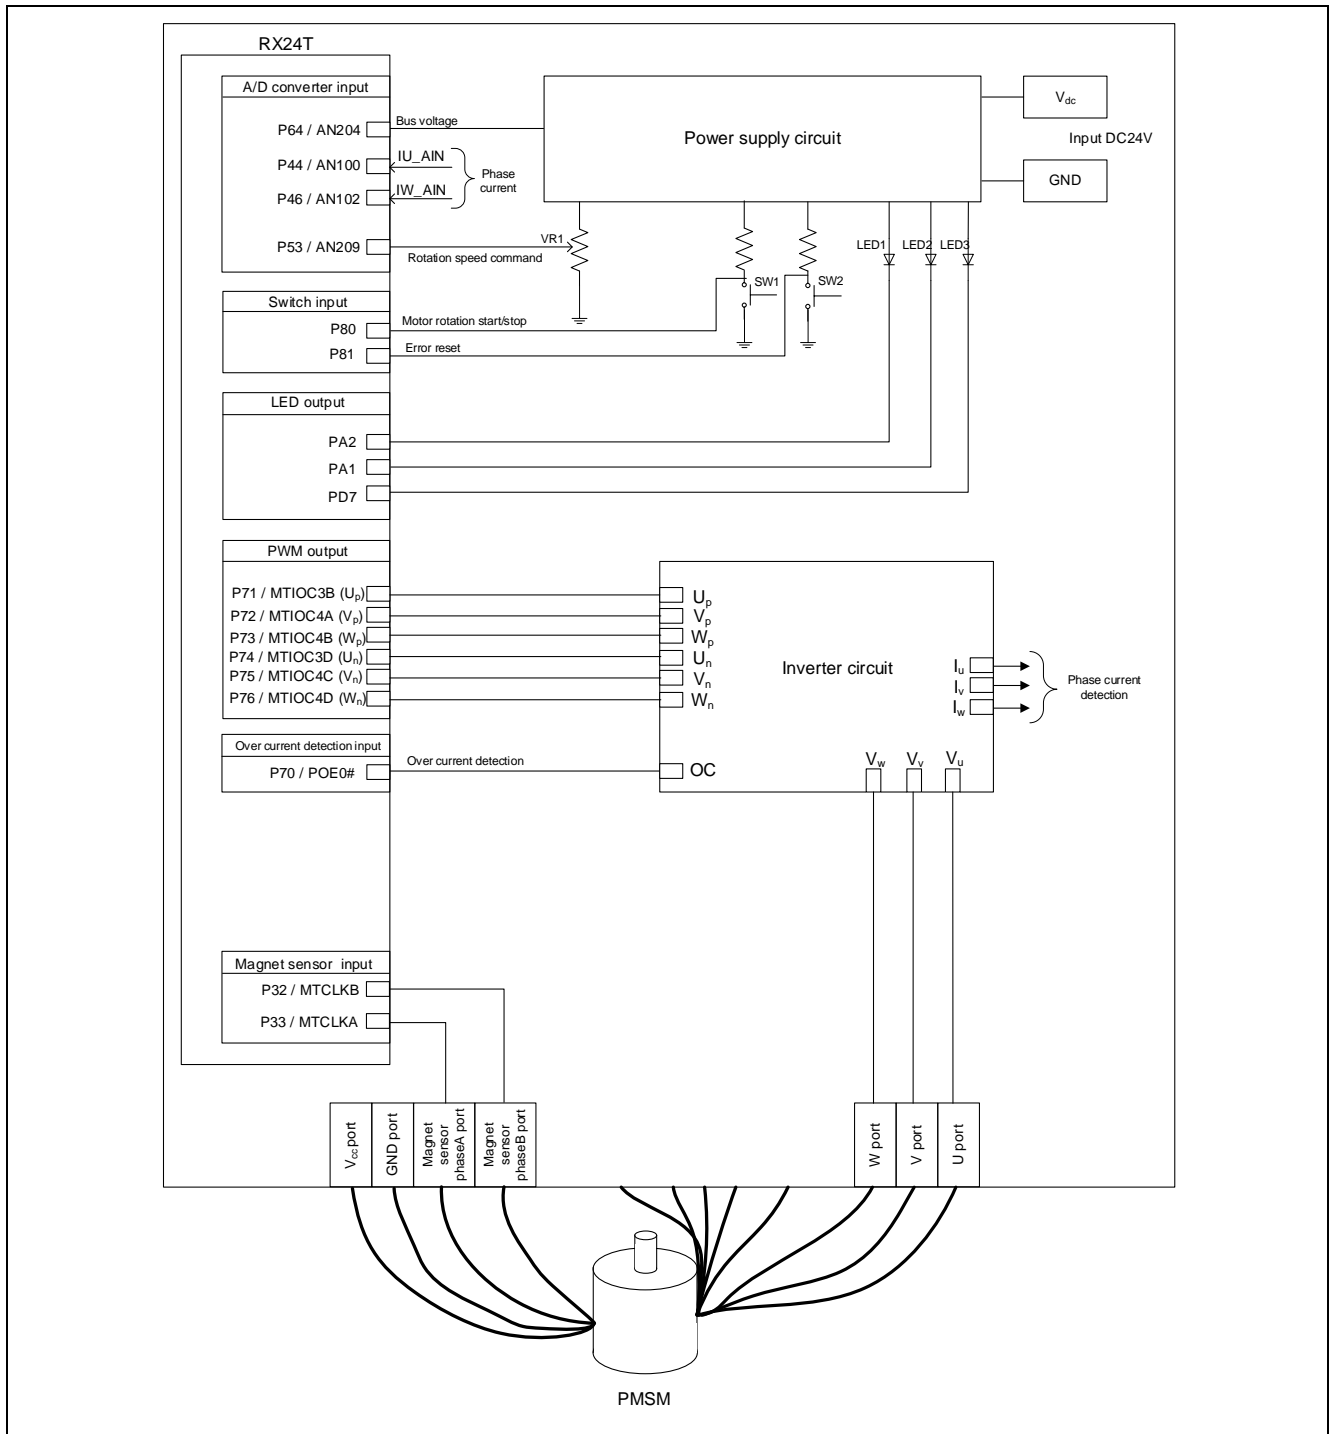 RX24T
A/D converter input
P64 / AN204
Bus voltage
P44 / AN100
IU_AIN
P46 / AN102
IW_AIN
Phase
current
P53 / AN209
Rotation speed command
VR1
Power supply circuit
Vdc
Input DC24V
GND
SW1
SW2
LED1
LED2
LED3
Switch input
P80
Motor rotation start/stop
P81
Error reset
LED output
PA2
PA1
PD7
PWM output
P71 / MTIOC3B (Up)
P72 / MTIOC4A (Vp)
P73 / MTIOC4B (Wp)
P74 / MTIOC3D (Un)
P75 / MTIOC4C (Vn)
P76 / MTIOC4D (Wn)
Up
Vp
Wp
Un
Vn
Wn
Inverter circuit
Iu
Iv
Iw
Phase current
detection
Over current detection input
P70 / POE0#
Over current detection
OC
Vw
Vv
Vu
Magnet sensor input
P32 / MTCLKB
P33 / MTCLKA
Vcc port
GND port
Magnet
sensor
phaseA port
Magnet
sensor
phaseB port
W port
V port
U port
PMSM